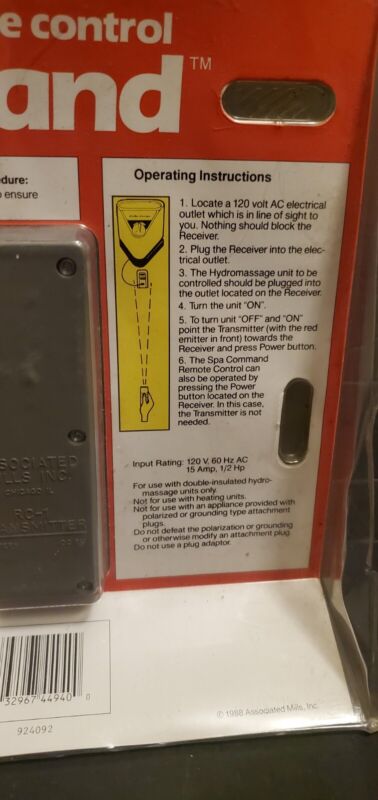 e control
and™
edure:
o ensure
Operating Instructions
1. Locate a 120 volt AC electrical
outlet which is in line of sight to
you. Nothing should block the
Receiver.
2. Plug the Receiver into the elec-
trical outlet.
3. The Hydromassage unit to be
controlled should be plugged into
the outlet located on the Receiver.
4. Turn the unit "ON".
5. To turn unit "OFF" and "ON"
point the Transmitter (with the red
emitter in front) towards the
Receiver and press Power button.
6. The Spa Command
Remote Control can
also be operated by
pressing the Power
button located on the
Receiver. In this case,
the Transmitter is not
needed.
Input Rating: 120 V, 60 Hz AC
15 Amp, 1/2 Hp
For use with double-insulated hydro-
massage units only.
Not for use with heating units.
Not for use with an appliance provided with
polarized or grounding type attachment
plugs.
Do not defeat the polarization or grounding
or otherwise modify an attachment plug.
Do not use a plug adaptor.
SSOCIATED
ILLS INC.
CHICAGO IL
RC-1
RANSMITTER
32967 44940 0
924092
© 1988 Associated Mills, Inc.